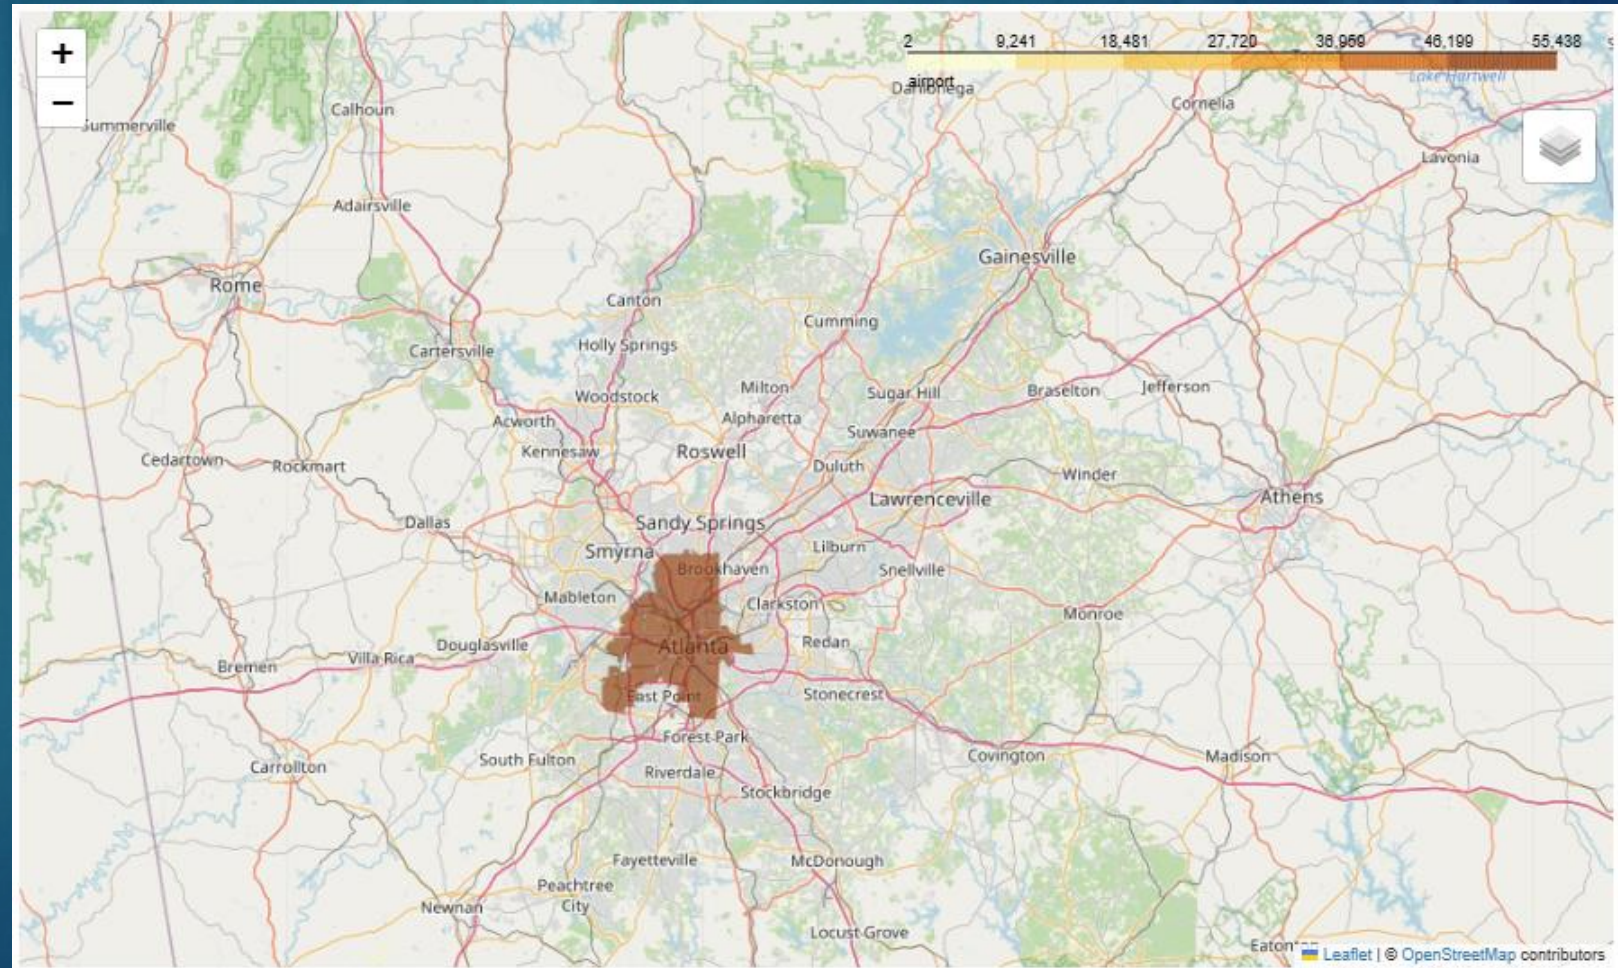 +
−
2 9,241 18,481 27,720 36,959 46,199 55,438
airport
Dahlonega
Lake Hartwell
Cornelia
Calhoun
Summerville
Lavonia
Adairsville
Gainesville
Rome
Canton
Cumming
Holly Springs
Cartersville
Milton
Sugar Hill
Braselton
Jefferson
Woodstock
Alpharetta
Acworth
Suwanee
Kennesaw
Roswell
Cedartown
Rockmart
Duluth
Winder
Lawrenceville
Athens
Dallas
Sandy Springs
Smyrna
Lilburn
Brookhaven
Snellville
Mableton
Clarkston
Monroe
Douglasville
Atlanta
Redan
Villa Rica
Bremen
East Point
Stonecrest
Forest Park
South Fulton
Covington
Madison
Carrollton
Riverdale
Stockbridge
Fayetteville
McDonough
Peachtree
City
Newnan
Locust Grove
Leaflet | © OpenStreetMap contributors